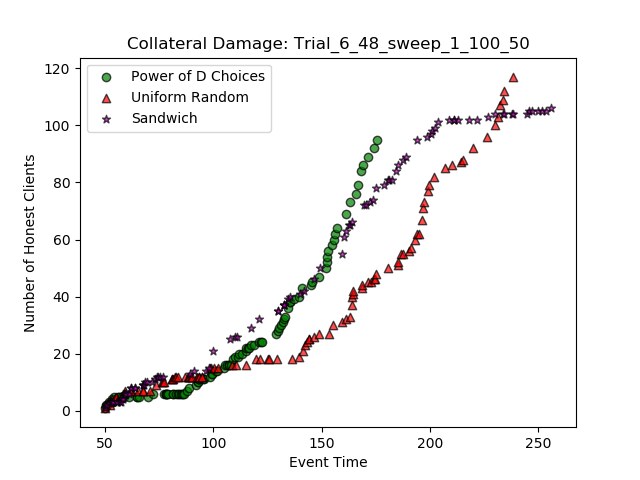 Collateral Damage: Trial_6_48_sweep_1_100_50
Power of D Choices
Uniform Random
Sandwich
Number of Honest Clients
120
100
80
60
40
20
0
50 100 150 200 250
Event Time